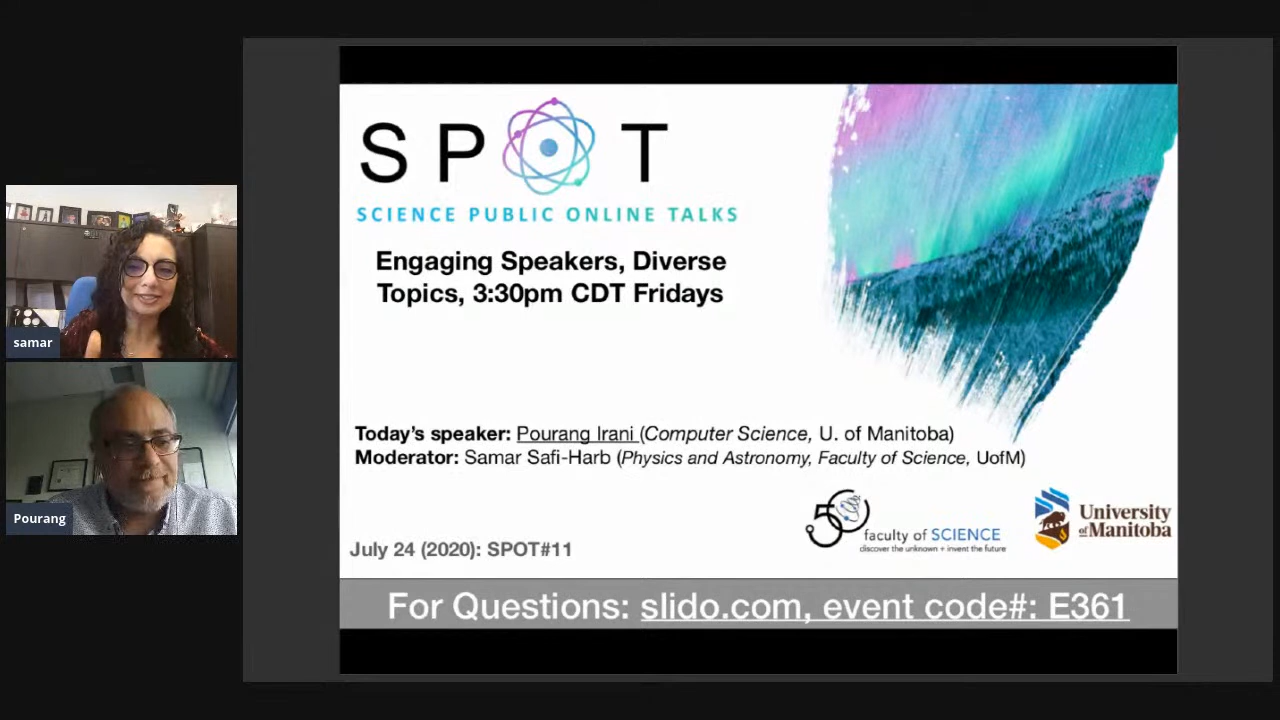 samar
Pourang
SPOT
SCIENCE PUBLIC ONLINE TALKS
Engaging Speakers, Diverse
Topics, 3:30pm CDT Fridays
Today's speaker: Pourang Irani (Computer Science, U. of Manitoba)
Moderator: Samar Safi-Harb (Physics and Astronomy, Faculty of Science, UofM)
50
faculty of SCIENCE
discover the unknown + invent the future
University
of Manitoba
July 24 (2020): SPOT#11
For Questions: slido.com, event code#: E361